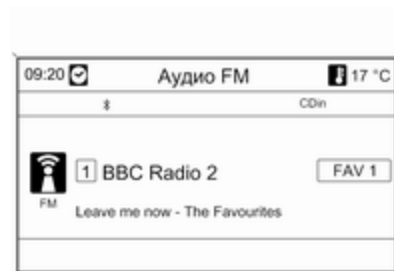 09:20 Аудио FM 17 °C
CDin
1 BBC Radio 2 FAV 1
FM
Leave me now - The Favourites